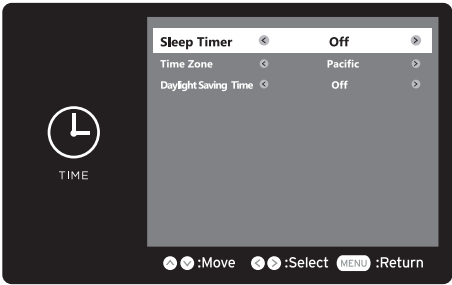 Sleep Timer Off
Time Zone Pacific
Daylight Saving Time Off
TIME
:Move :Select MENU :Return